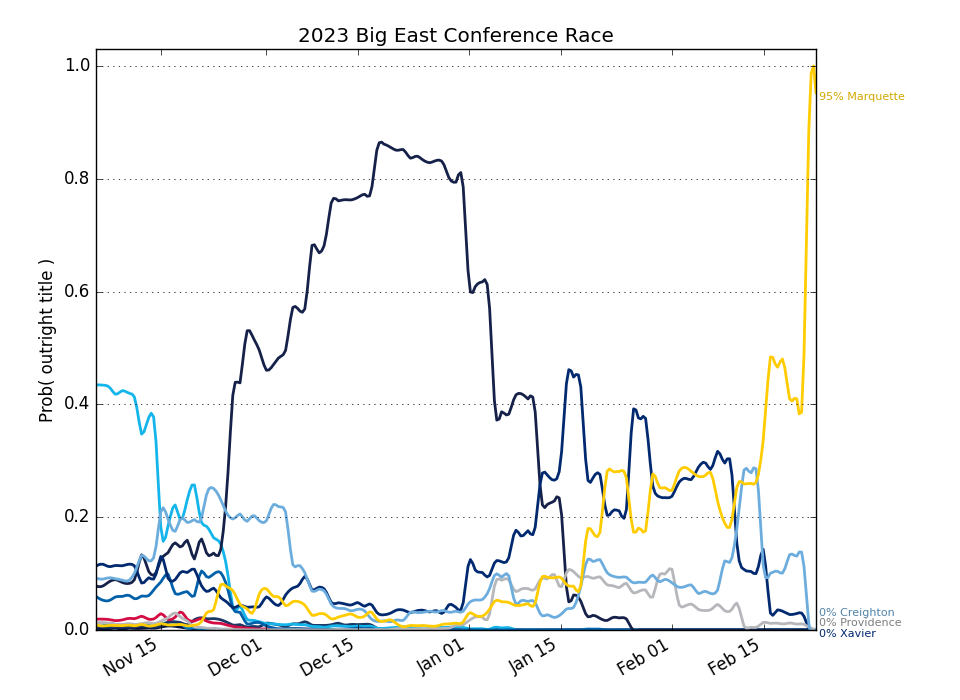 2023 Big East Conference Race
Prob( outright title )
1.0
0.8
0.6
0.4
0.2
0.0
95% Marquette
0% Creighton
0% Providence
0% Xavier
Nov 15
Dec 01
Dec 15
Jan 01
Jan 15
Feb 01
Feb 15